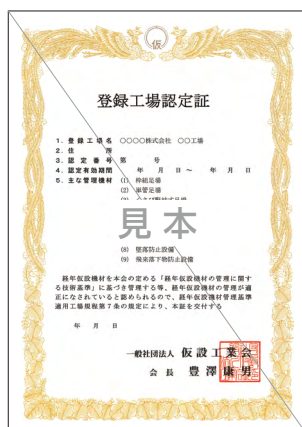 仮
登録工場認定証
1. 登録工場名 〇〇〇〇株式会社 〇〇工場
2. 住所
3. 認定番号 第 号
4. 認定有効期間 年 月 日〜 年 月 日
5. 主な管理機材 (1) 枠組足場
(2) 単管足場
見本
(8) 墜落防止設備
(9) 飛来落下物防止設備
経年仮設機材を本会の定める「経年仮設機材の管理に関す
る技術基準」に基づき管理する等、経年仮設機材の管理が適
正になされていると認められるので、経年仮設機材管理基準
適用工場規程第7条の規定により、本証を交付する
年 月 日
一般社団法人 仮設工業会
会長 豊澤康男